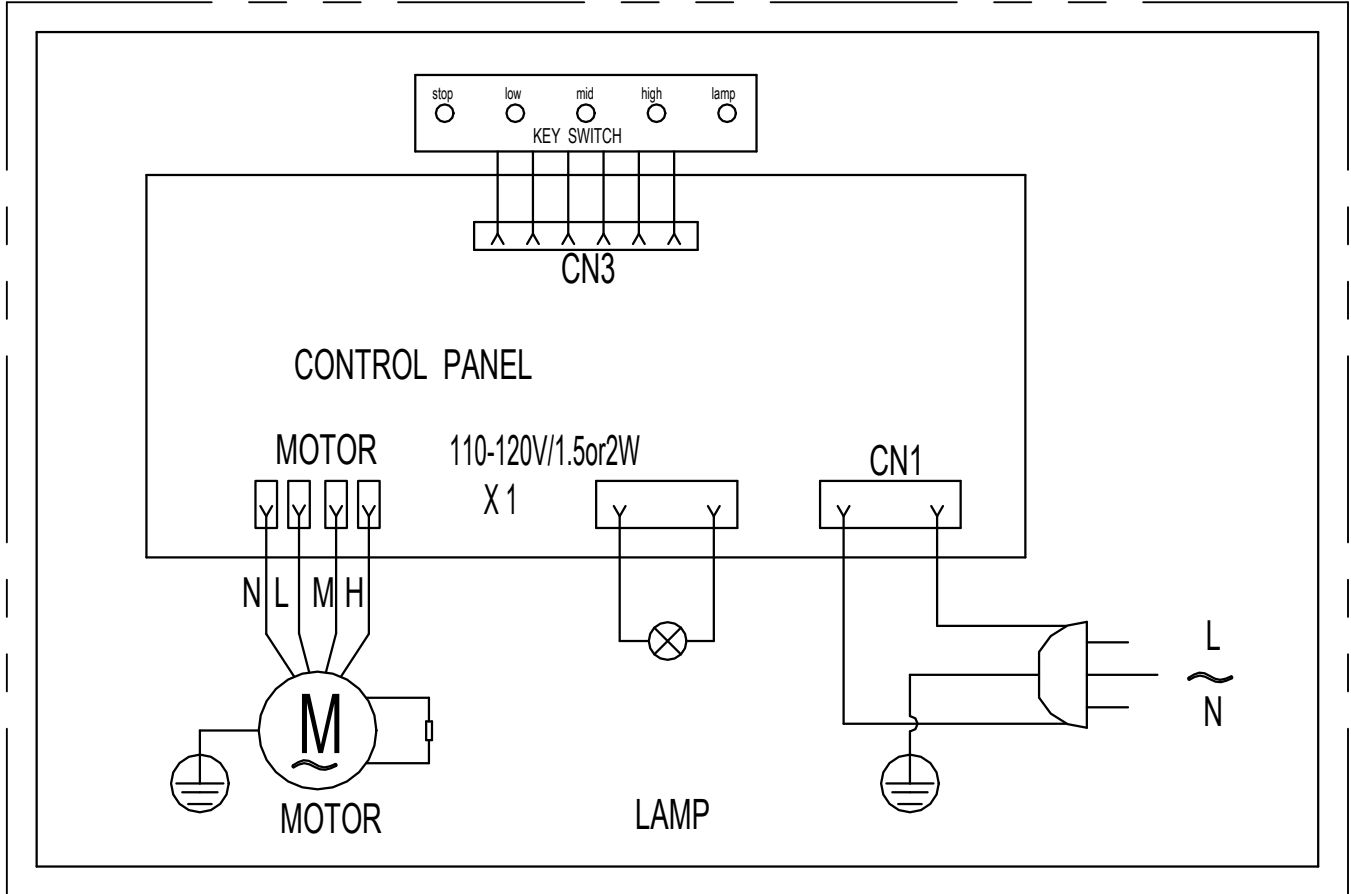 stop low mid high lamp
KEY SWITCH
CN3
CONTROL PANEL
MOTOR
110-120V/1.5or2W
X 1
CN1
N L M H
L
N
M
MOTOR
LAMP